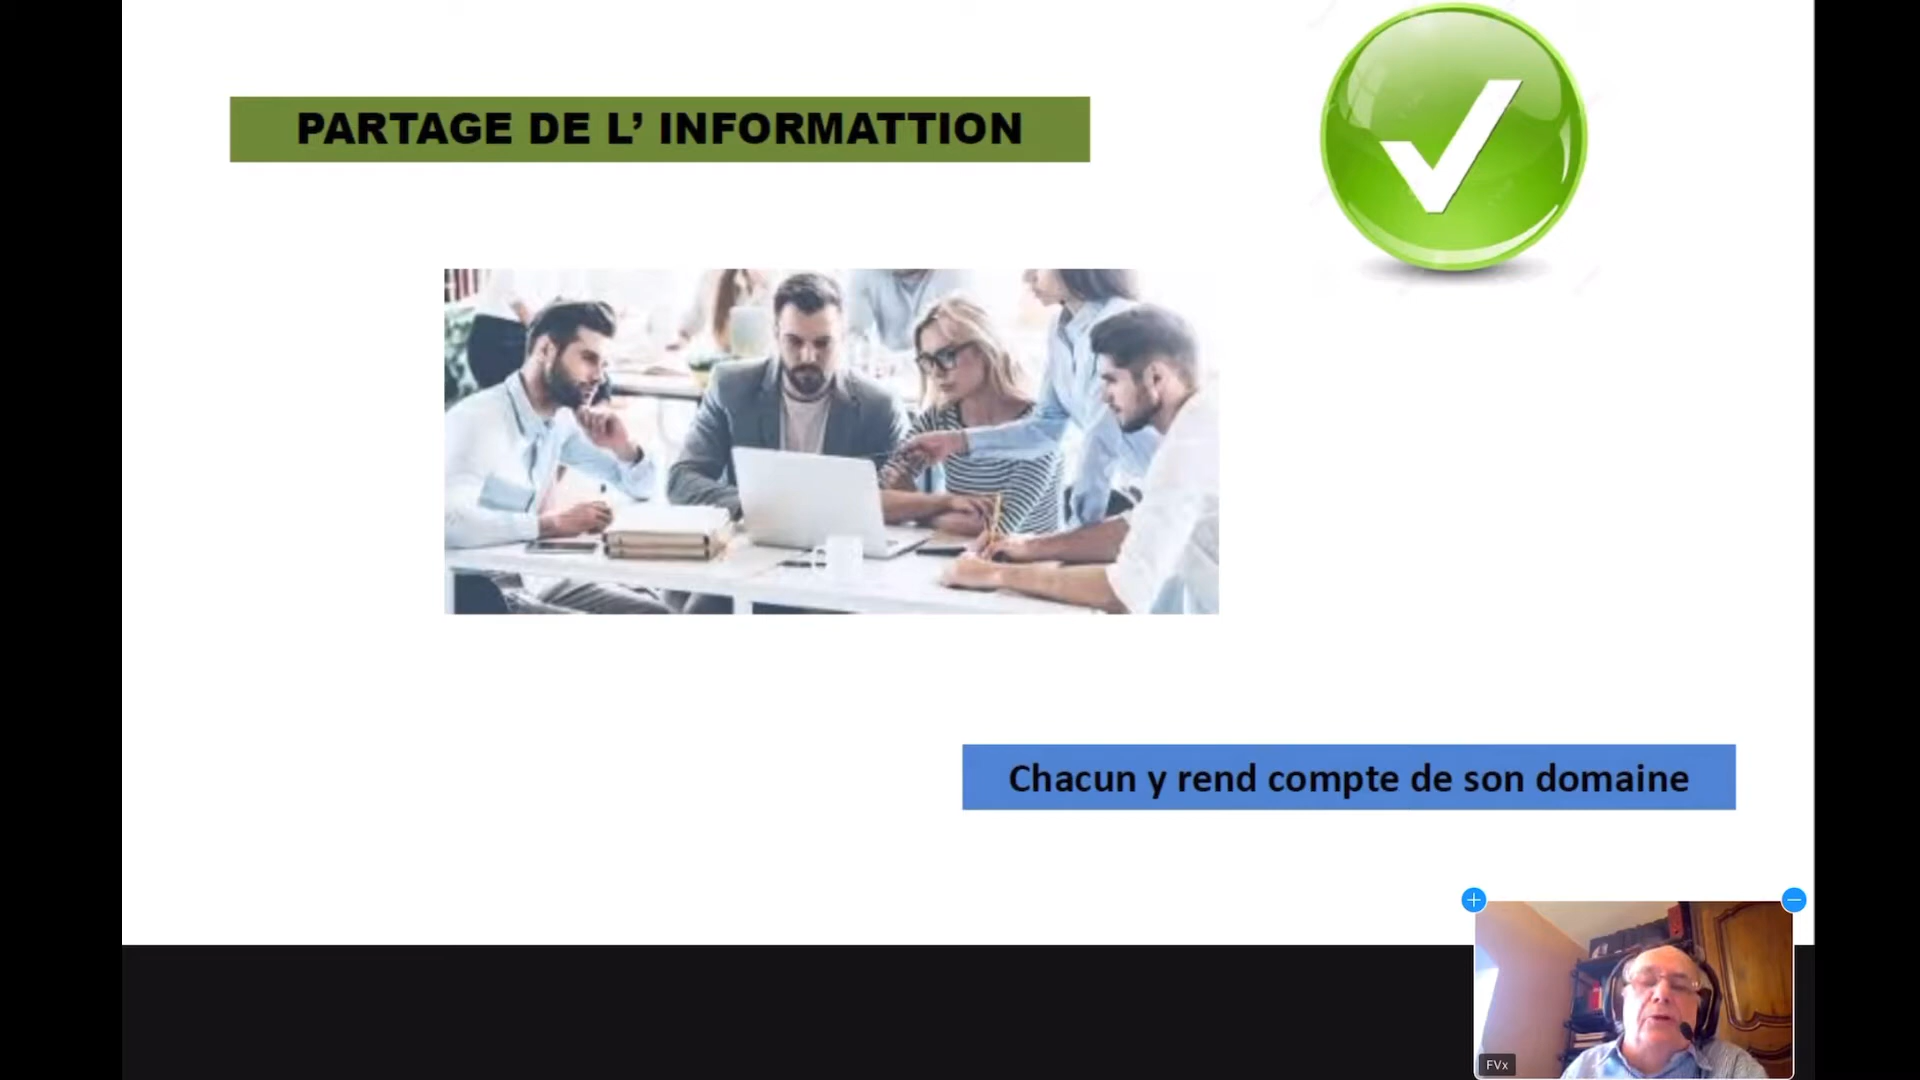 PARTAGE DE L’ INFORMATTION
Chacun y rend compte de son domaine
FVx